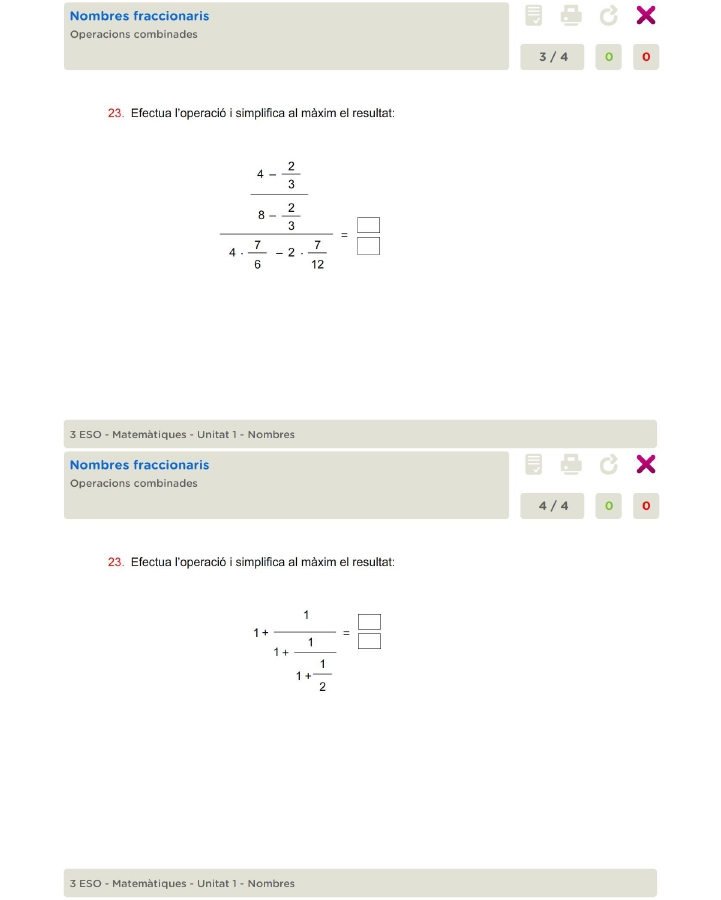 Nombres fraccionaris
Operacions combinades
3 / 4 0 0
23. Efectua l'operació i simplifica al màxim el resultat:
4 – 2/3
8 – 2/3
4 · 7/6 – 2 · 7/12 =
3 ESO - Matemàtiques - Unitat 1 - Nombres
Nombres fraccionaris
Operacions combinades
4 / 4 0 0
23. Efectua l'operació i simplifica al màxim el resultat:
1
1 + =
1
1 +
1
1 +
2
3 ESO - Matemàtiques - Unitat 1 - Nombres